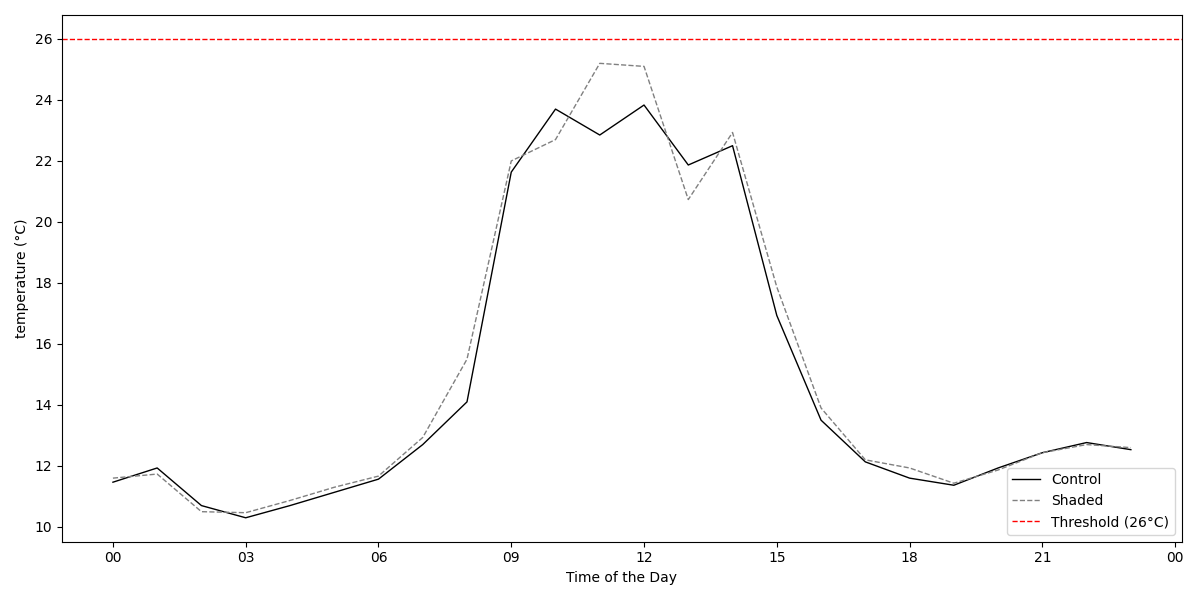 temperature (°C)
26
24
22
20
18
16
14
12
10
00 03 06 09 12 15 18 21 00
Time of the Day
Control
Shaded
Threshold (26°C)